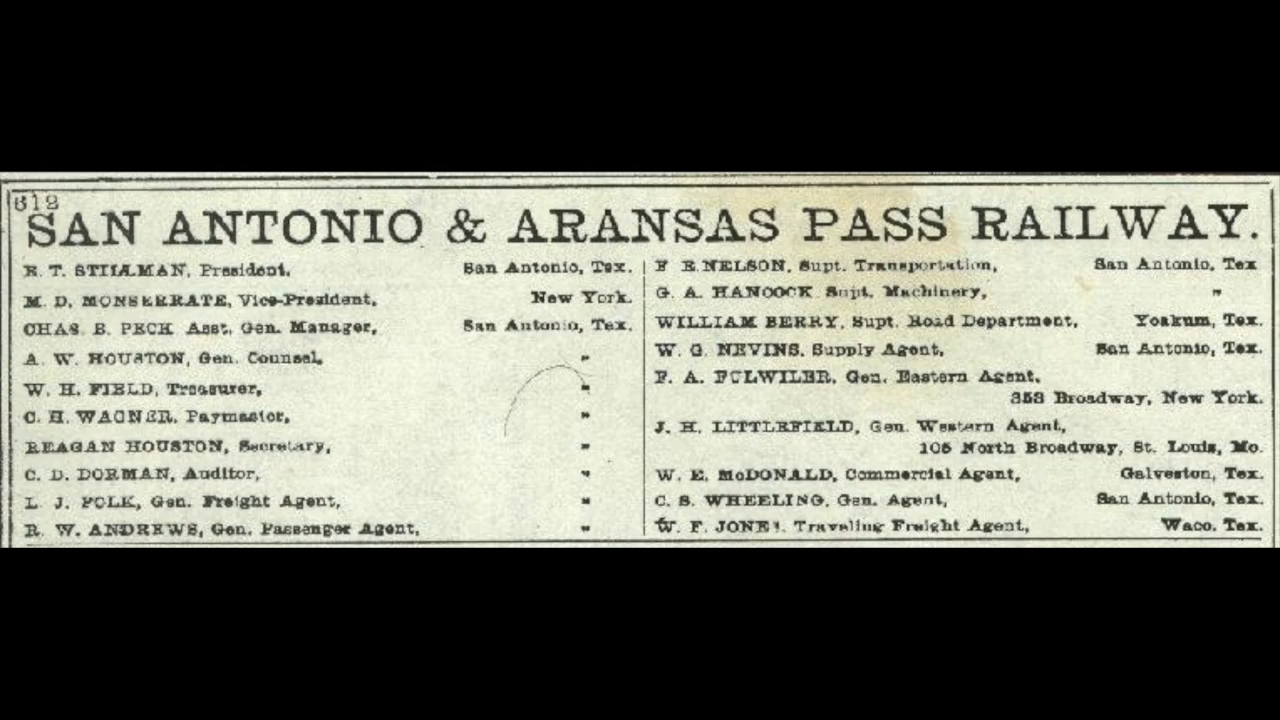 612
SAN ANTONIO & ARANSAS PASS RAILWAY.
E. T. STILLMAN, President, San Antonio, Tex.
M. D. MONSERRATE, Vice-President, New York.
CHAS. E. PECK Asst. Gen. Manager, San Antonio, Tex.
A. W. HOUSTON, Gen. Counsel, "
W. H. FIELD, Treasurer, "
C. H. WAGNER, Paymaster, "
REAGAN HOUSTON, Secretary, "
C. D. DORMAN, Auditor, "
L. J. POLK, Gen. Freight Agent, "
R. W. ANDREWS, Gen. Passenger Agent, "
F. E. NELSON, Supt. Transportation, San Antonio, Tex
G. A. HANCOCK Supt. Machinery, "
WILLIAM BERRY, Supt. Road Department, Yoakum, Tex.
W. G. NEVINS, Supply Agent, San Antonio, Tex.
F. A. FULWILER, Gen. Eastern Agent,
353 Broadway, New York.
J. H. LITTLEFIELD, Gen. Western Agent,
105 North Broadway, St. Louis, Mo.
W. E. McDONALD, Commercial Agent, Galveston, Tex.
C. S. WHEELING, Gen. Agent, San Antonio, Tex.
W. F. JONES, Traveling Freight Agent, Waco, Tex.